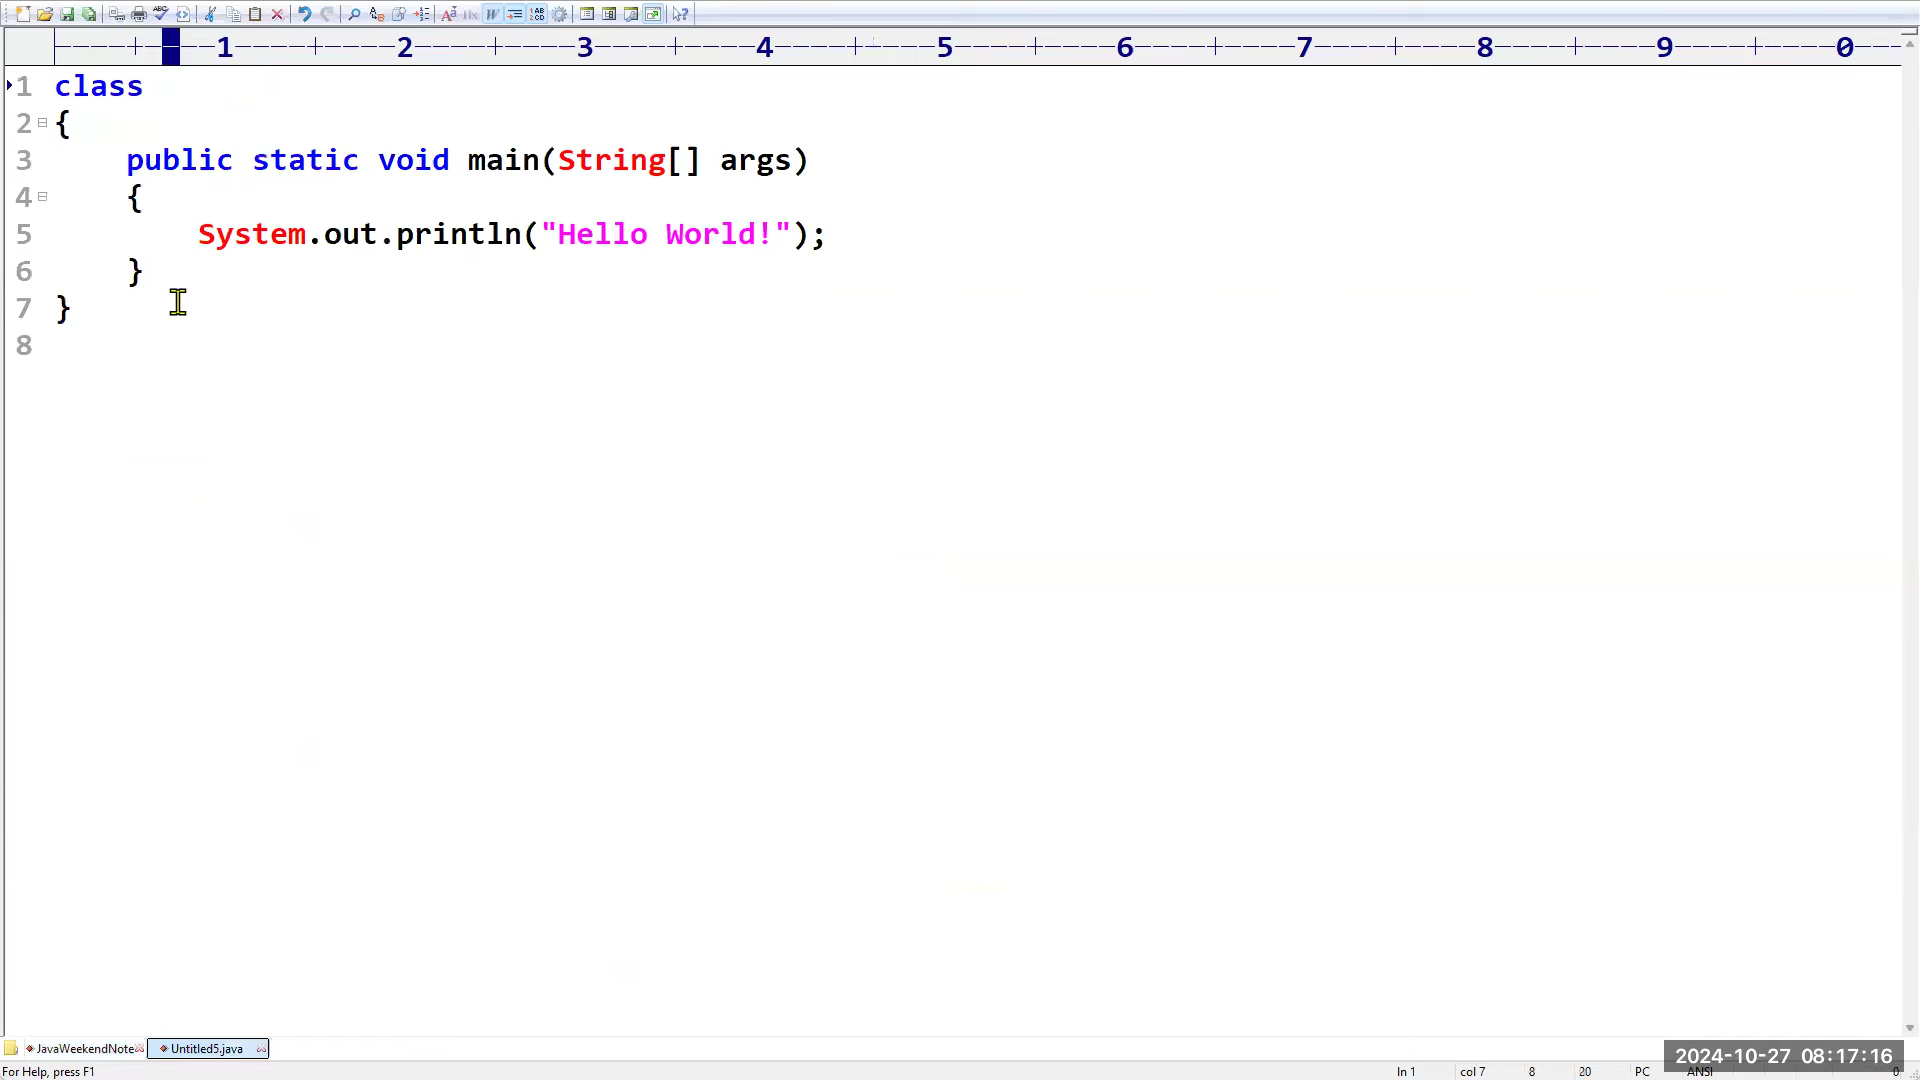 1 2 3 4 5 6 7 8 9 0
1 class
2 {
3 public static void main(String[] args)
4 {
5 System.out.println("Hello World!");
6 }
7 }
8
JavaWeekendNote Untitled5.java
2024-10-27 08:17:16
For Help, press F1 ln 1 col 7 8 20 PC ANSI 0